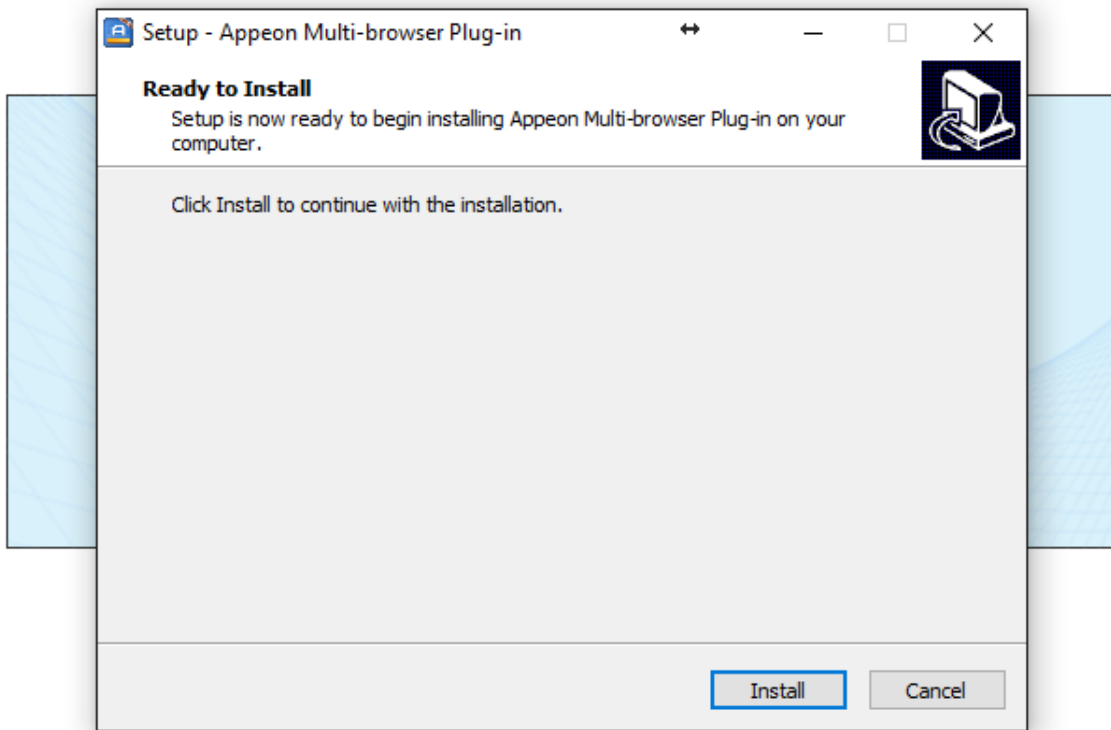 Setup - Appeon Multi-browser Plug-in
Ready to Install
Setup is now ready to begin installing Appeon Multi-browser Plug-in on your
computer.
Click Install to continue with the installation.
Install Cancel